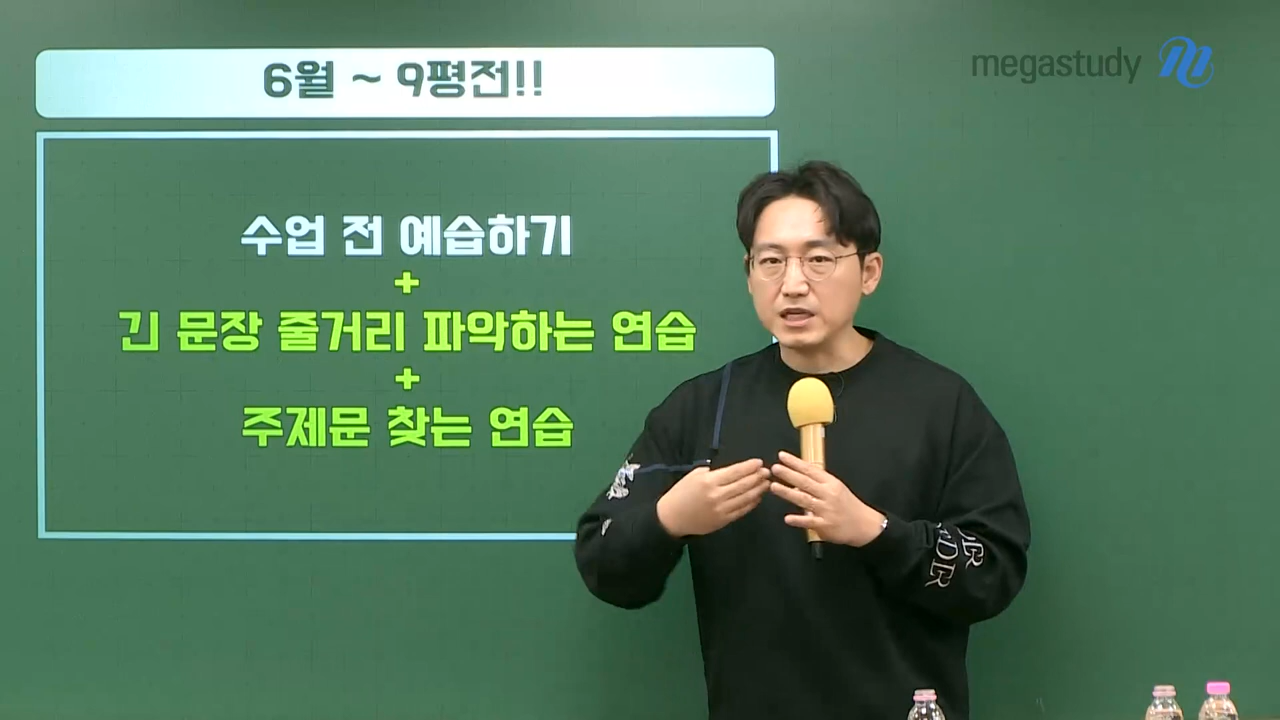 megastudy
6월 ~ 9평전!!
수업 전 예습하기
+
긴 문장 줄거리 파악하는 연습
+
주제문 찾는 연습